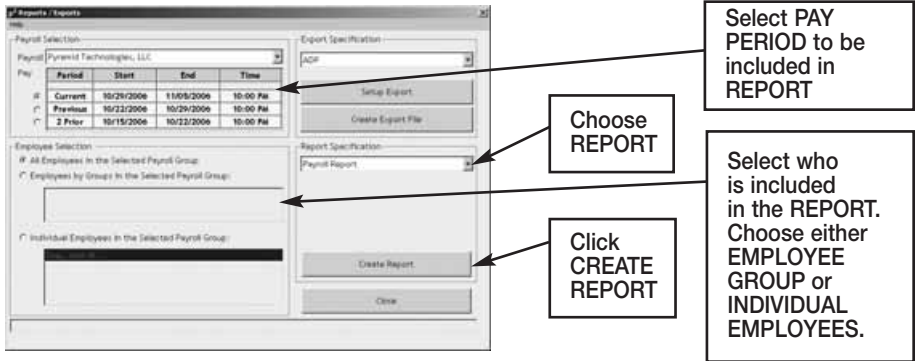 Reports / Exports
Help
Payroll Selection
Payroll Pyramid Technologies, LLC
Pay Period Start End Time
Current 10/29/2006 11/05/2006 10:00 PM
Previous 10/22/2006 10/29/2006 10:00 PM
2 Prior 10/15/2006 10/22/2006 10:00 PM
Employee Selection
All Employees in the Selected Payroll Group
Employees by Groups in the Selected Payroll Group:
Individual Employees in the Selected Payroll Group:
Export Specification
ADP
Setup Export
Create Export File
Report Specification
Payroll Report
Create Report
Close
Select PAY
PERIOD to be
included in
REPORT
Choose
REPORT
Click
CREATE
REPORT
Select who
is included
in the REPORT.
Choose either
EMPLOYEE
GROUP or
INDIVIDUAL
EMPLOYEES.